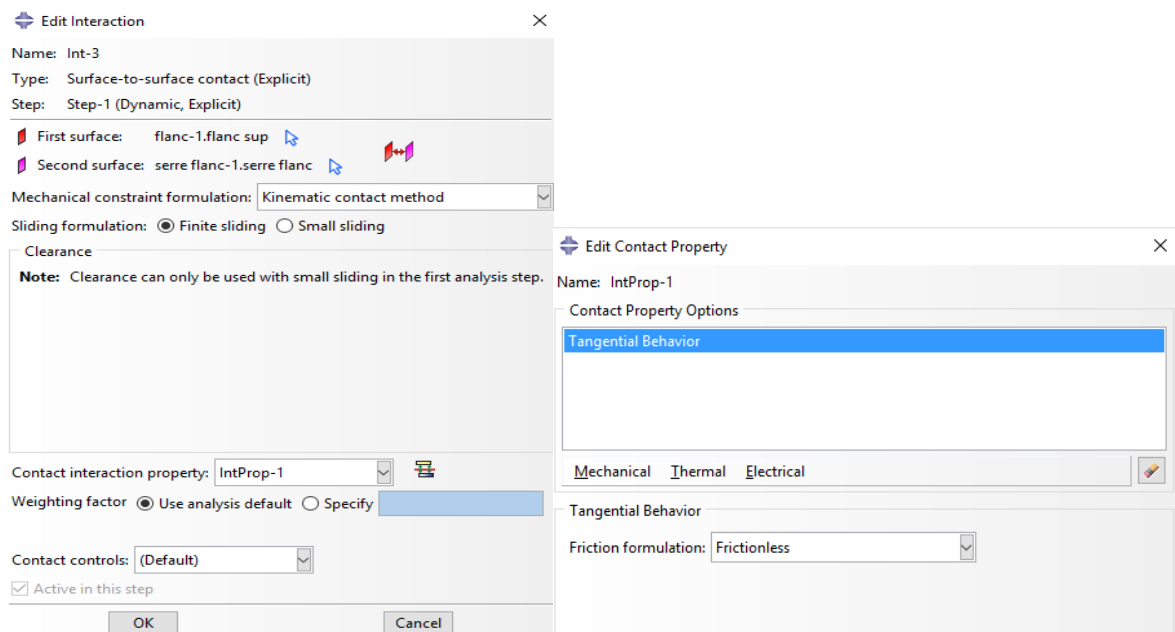 Edit Interaction
Name: Int-3
Type: Surface-to-surface contact (Explicit)
Step: Step-1 (Dynamic, Explicit)
First surface: flanc-1.flanc sup
Second surface: serre flanc-1.serre flanc
Mechanical constraint formulation: Kinematic contact method
Sliding formulation: Finite sliding Small sliding
Clearance
Note: Clearance can only be used with small sliding in the first analysis step.
Contact interaction property: IntProp-1
Weighting factor Use analysis default Specify
Contact controls: (Default)
Active in this step
OK Cancel
Edit Contact Property
Name: IntProp-1
Contact Property Options
Tangential Behavior
Mechanical Thermal Electrical
Tangential Behavior
Friction formulation: Frictionless